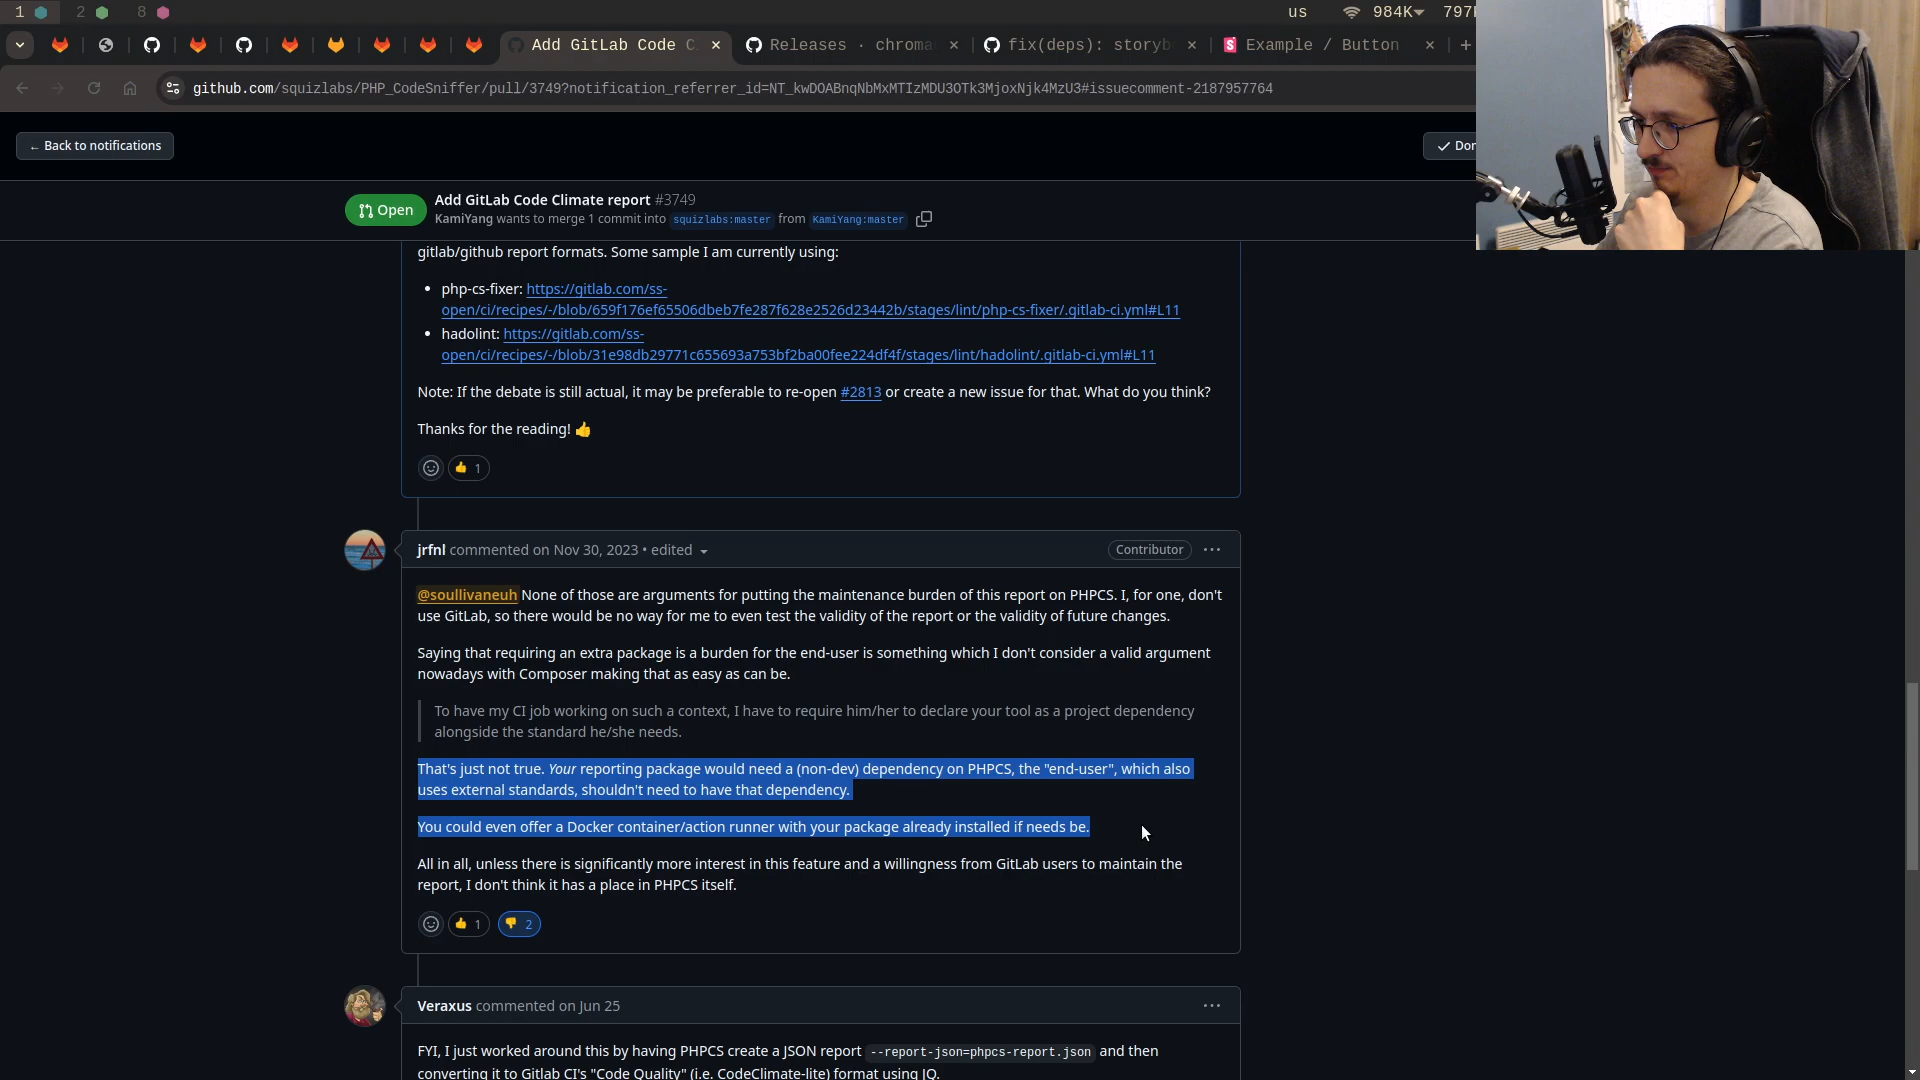 1 2 8 us 984K 797
Add GitLab Code C
Releases · chroma
fix(deps): storyb
Example / Button
github.com/squizlabs/PHP_CodeSniffer/pull/3749?notification_referrer_id=NT_kwDOABnqNbMxMTIzMDU3OTk3MjoxNjk4MzU3#issuecomment-2187957764
← Back to notifications
Open
Add GitLab Code Climate report #3749
KamiYang wants to merge 1 commit into squizlabs:master from KamiYang:master
gitlab/github report formats. Some sample I am currently using:
• php-cs-fixer: https://gitlab.com/ss-
open/ci/recipes/-/blob/659f176ef65506dbeb7fe287f628e2526d23442b/stages/lint/php-cs-fixer/.gitlab-ci.yml#L11
• hadolint: https://gitlab.com/ss-
open/ci/recipes/-/blob/31e98db29771c655693a753bf2ba00fee224df4f/stages/lint/hadolint/.gitlab-ci.yml#L11
Note: If the debate is still actual, it may be preferable to re-open #2813 or create a new issue for that. What do you think?
Thanks for the reading! 👍
👍 1
jrfnl commented on Nov 30, 2023 • edited
Contributor
@soullivaneuh None of those are arguments for putting the maintenance burden of this report on PHPCS. I, for one, don't
use GitLab, so there would be no way for me to even test the validity of the report or the validity of future changes.
Saying that requiring an extra package is a burden for the end-user is something which I don't consider a valid argument
nowadays with Composer making that as easy as can be.
To have my CI job working on such a context, I have to require him/her to declare your tool as a project dependency
alongside the standard he/she needs.
That's just not true. Your reporting package would need a (non-dev) dependency on PHPCS, the "end-user", which also
uses external standards, shouldn't need to have that dependency.
You could even offer a Docker container/action runner with your package already installed if needs be.
All in all, unless there is significantly more interest in this feature and a willingness from GitLab users to maintain the
report, I don't think it has a place in PHPCS itself.
👍 1 👎 2
Veraxus commented on Jun 25
FYI, I just worked around this by having PHPCS create a JSON report --report-json=phpcs-report.json and then
converting it to Gitlab CI's "Code Quality" (i.e. CodeClimate-lite) format using JQ.